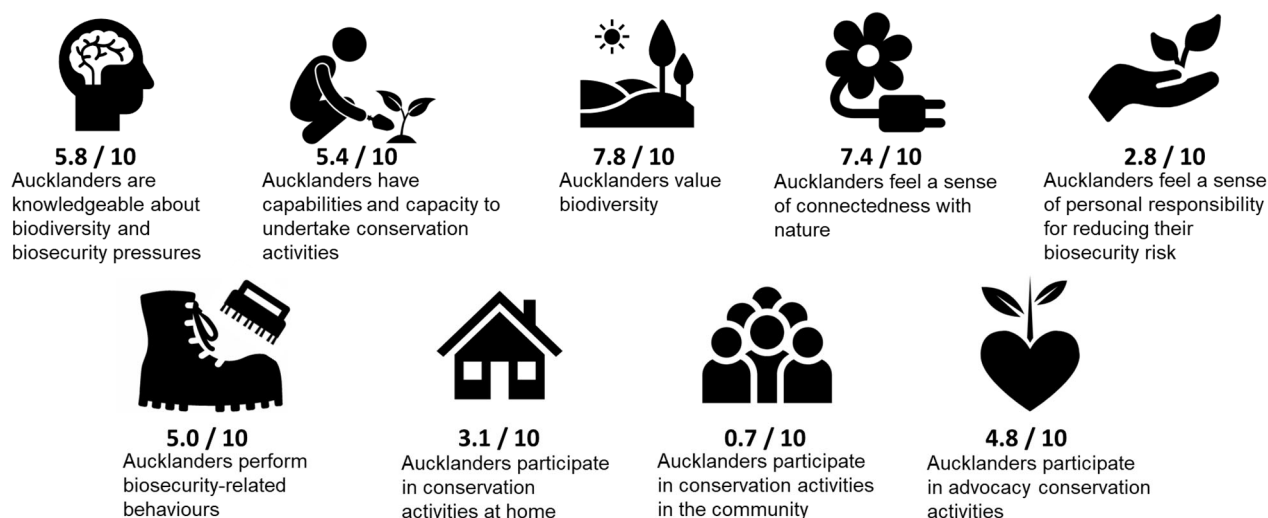 5.8 / 10
Aucklanders are
knowledgeable about
biodiversity and
biosecurity pressures
5.4 / 10
Aucklanders have
capabilities and capacity to
undertake conservation
activities
7.8 / 10
Aucklanders value
biodiversity
7.4 / 10
Aucklanders feel a sense
of connectedness with
nature
2.8 / 10
Aucklanders feel a sense
of personal responsibility
for reducing their
biosecurity risk
5.0 / 10
Aucklanders perform
biosecurity-related
behaviours
3.1 / 10
Aucklanders participate
in conservation
activities at home
0.7 / 10
Aucklanders participate
in conservation activities
in the community
4.8 / 10
Aucklanders participate
in advocacy conservation
activities